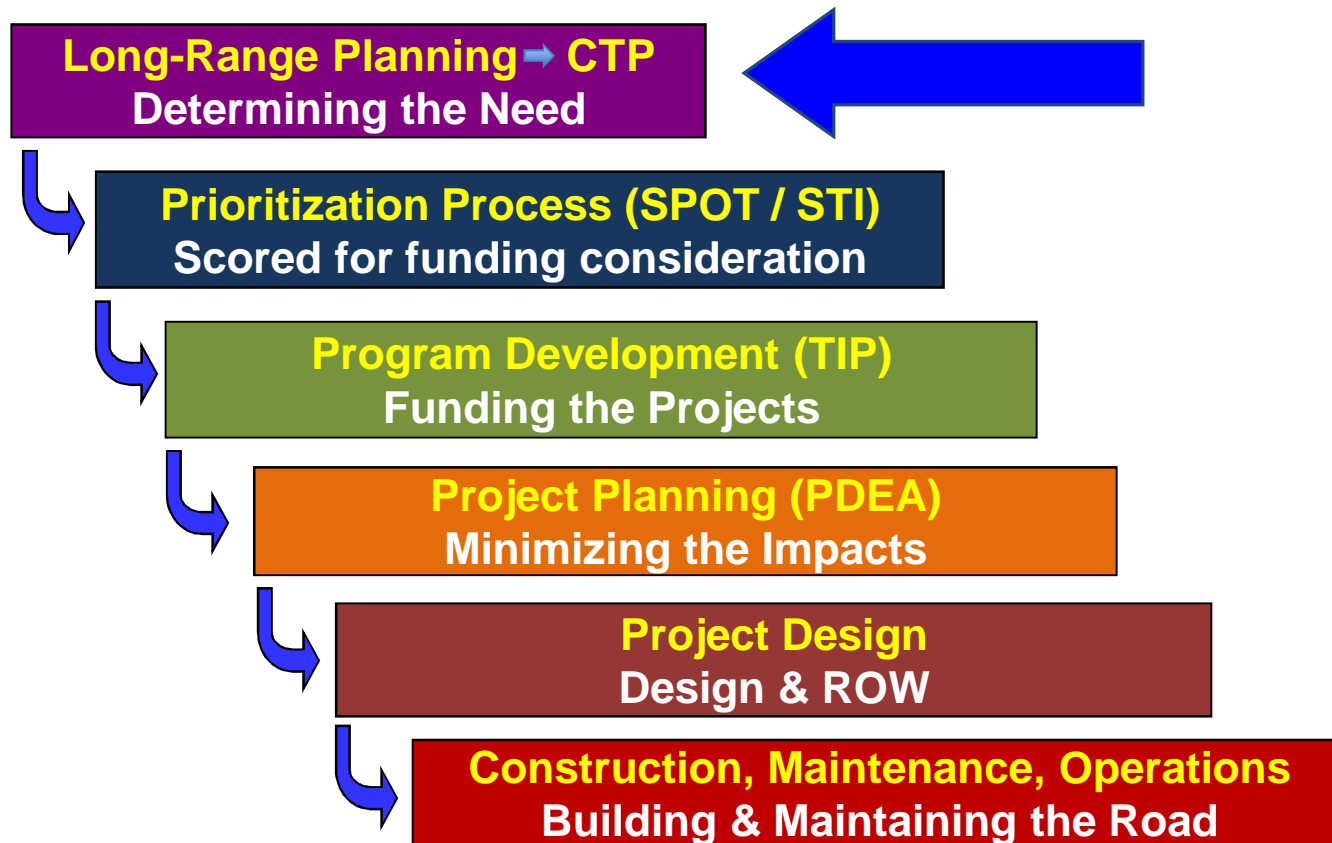 Long-Range Planning CTP
Determining the Need
Prioritization Process (SPOT / STI)
Scored for funding consideration
Program Development (TIP)
Funding the Projects
Project Planning (PDEA)
Minimizing the Impacts
Project Design
Design & ROW
Construction, Maintenance, Operations
Building & Maintaining the Road